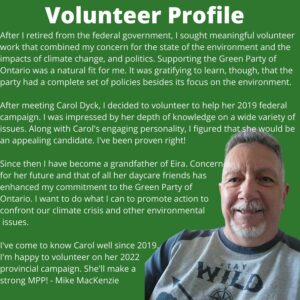 Volunteer Profile
After I retired from the federal government, I sought meaningful volunteer
work that combined my concern for the state of the environment and the
impacts of climate change, and politics. Supporting the Green Party of
Ontario was a natural fit for me. It was gratifying to learn, though, that the
party had a complete set of policies besides its focus on the environment.
After meeting Carol Dyck, I decided to volunteer to help her 2019 federal
campaign. I was impressed by her depth of knowledge on a wide variety of
issues. Along with Carol's engaging personality, I figured that she would be
an appealing candidate. I've been proven right!
Since then I have become a grandfather of Eira. Concern
for her future and that of all her daycare friends has
enhanced my commitment to the Green Party of
Ontario. I want to do what I can to promote action to
confront our climate crisis and other environmental
issues.
I've come to know Carol well since 2019.
I'm happy to volunteer on her 2022
provincial campaign. She'll make a
strong MPP! - Mike MacKenzie
STAY
WILD